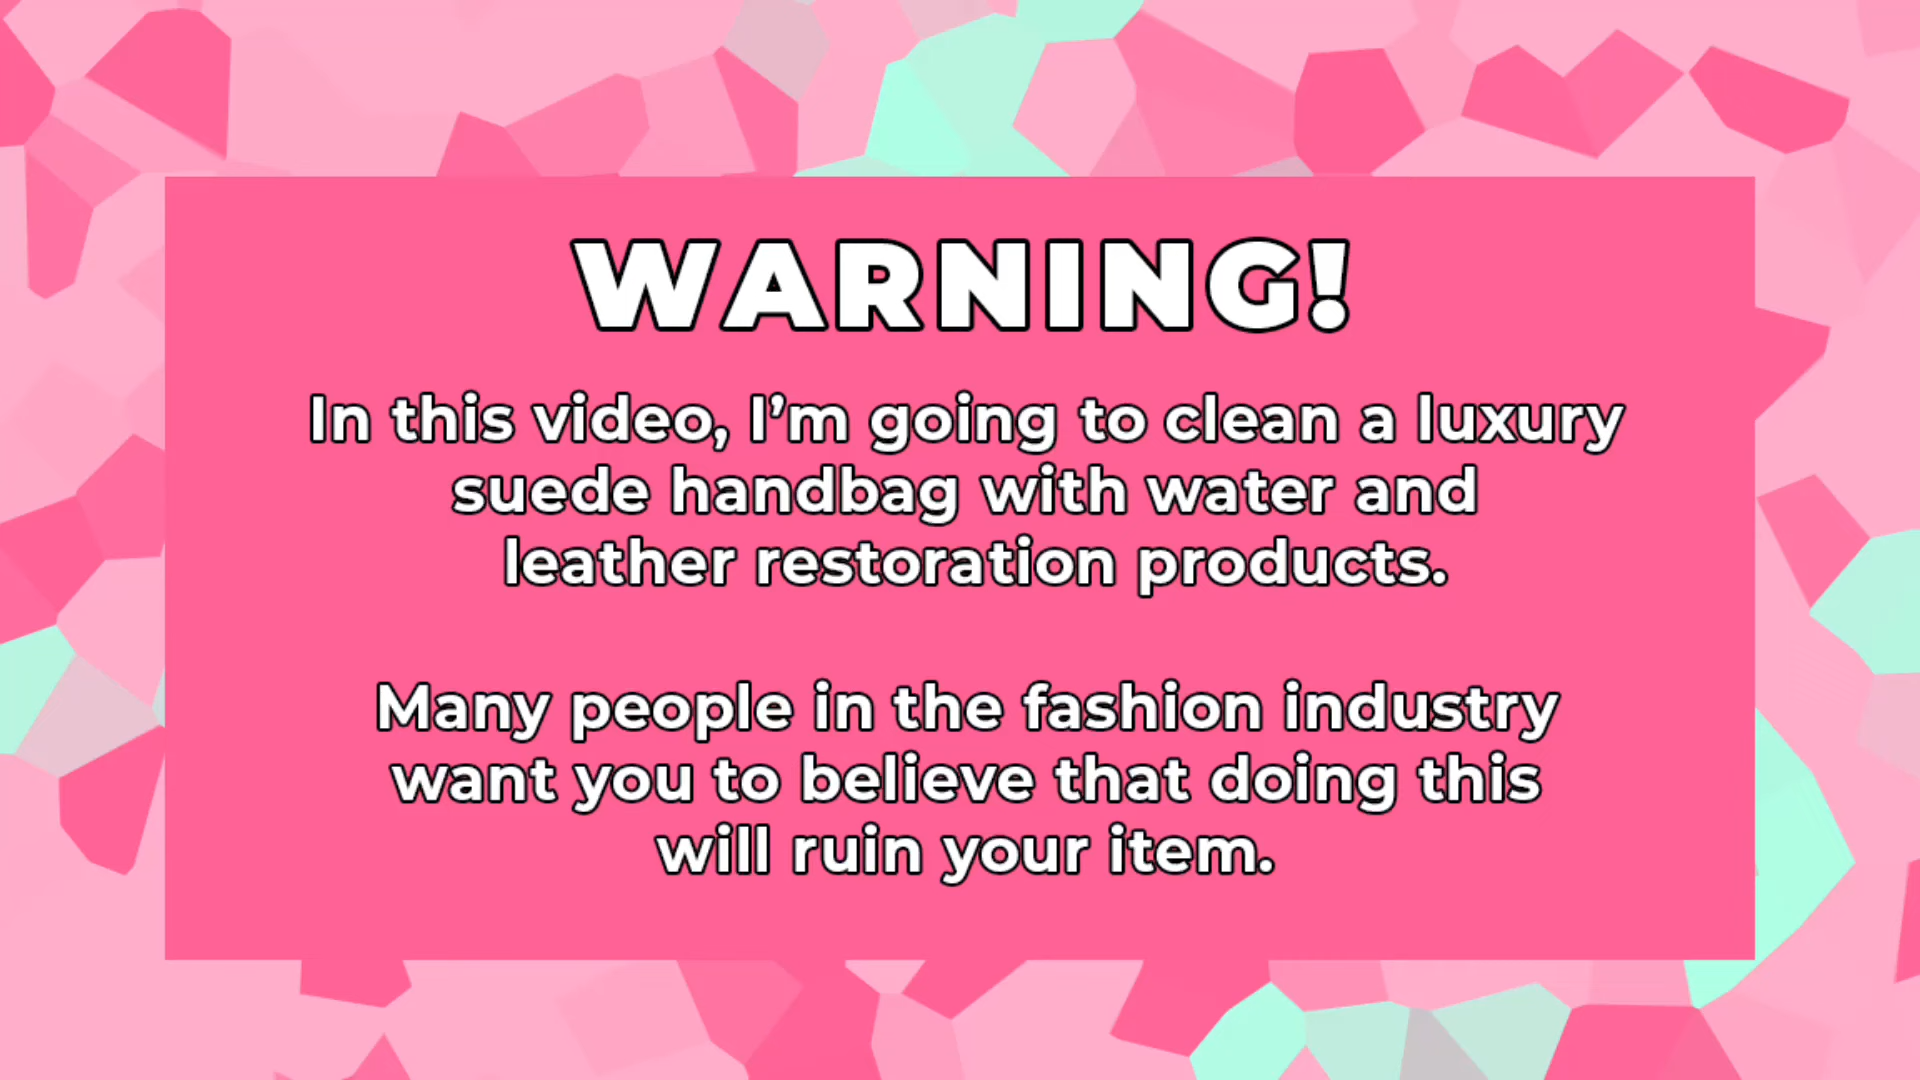 WARNING!
In this video, I’m going to clean a luxury
suede handbag with water and
leather restoration products.
Many people in the fashion industry
want you to believe that doing this
will ruin your item.